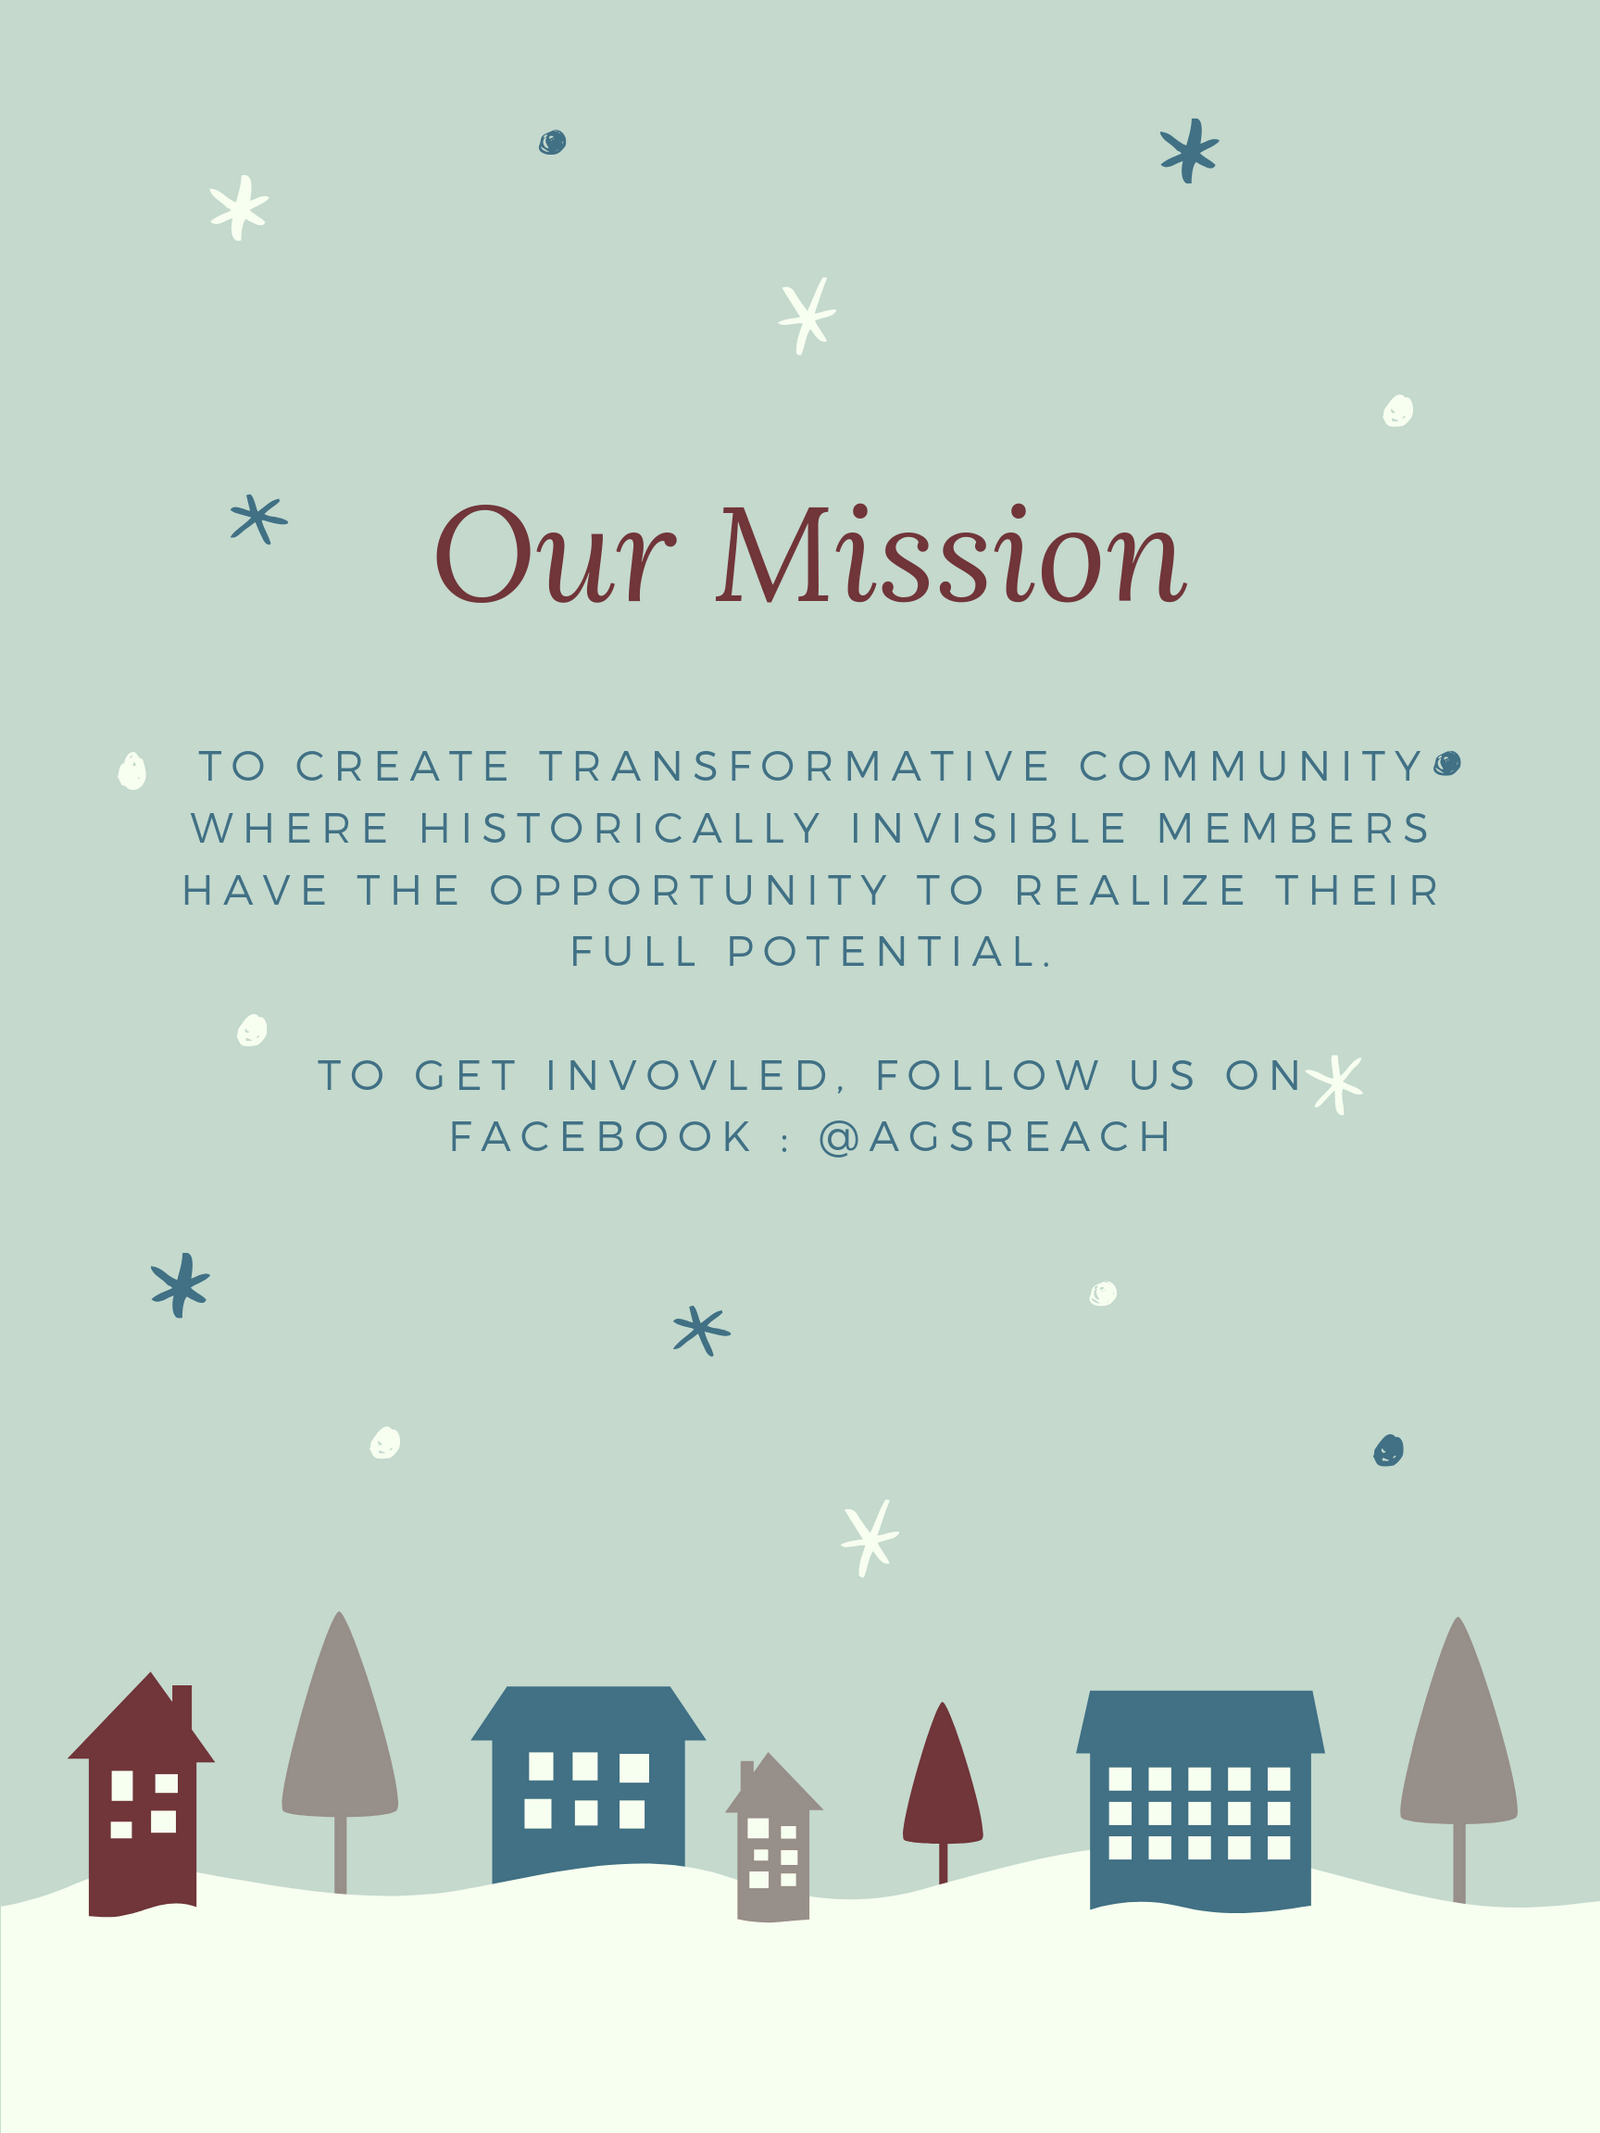 Our Mission
TO CREATE TRANSFORMATIVE COMMUNITY
WHERE HISTORICALLY INVISIBLE MEMBERS
HAVE THE OPPORTUNITY TO REALIZE THEIR
FULL POTENTIAL.
TO GET INVOVLED, FOLLOW US ON
FACEBOOK : @AGSREACH